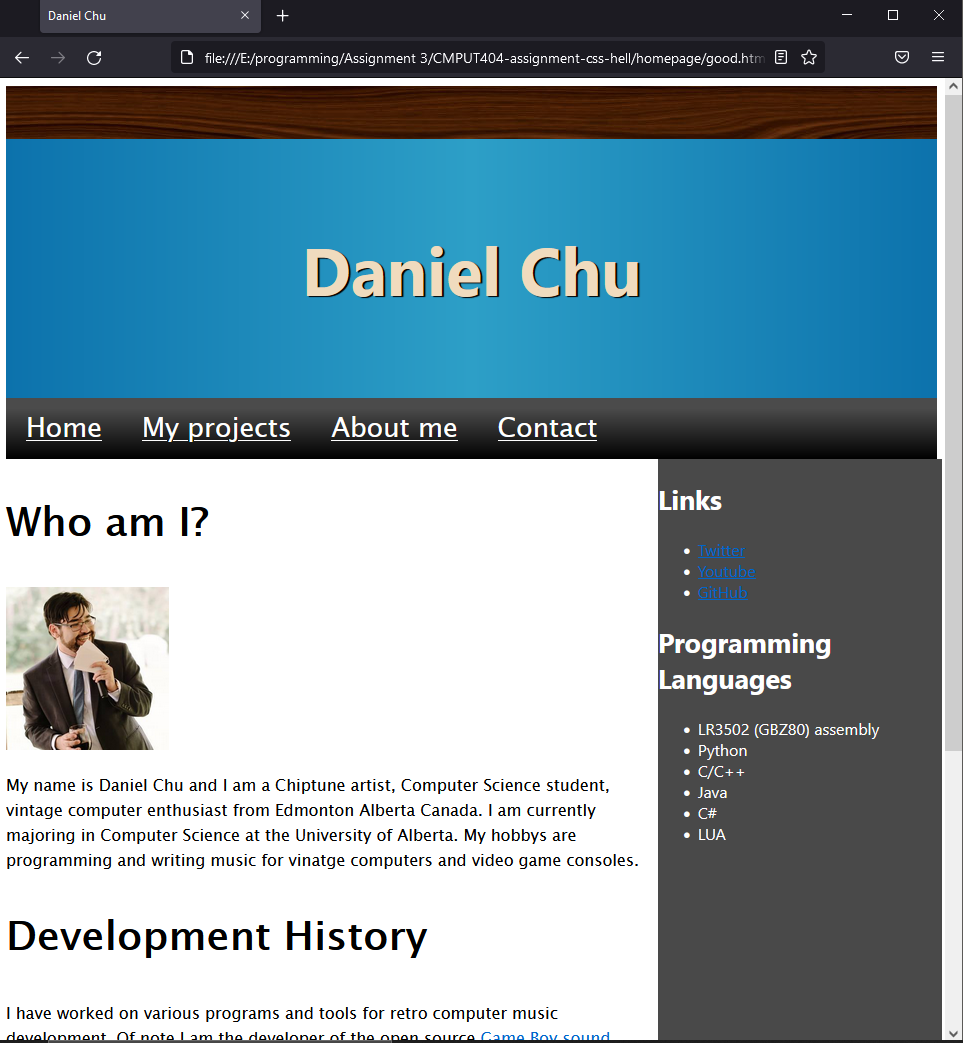 Daniel Chu
file:///E:/programming/Assignment 3/CMPUT404-assignment-css-hell/homepage/good.htm
Daniel Chu
Home My projects About me Contact
Who am I?
My name is Daniel Chu and I am a Chiptune artist, Computer Science student,
vintage computer enthusiast from Edmonton Alberta Canada. I am currently
majoring in Computer Science at the University of Alberta. My hobbys are
programming and writing music for vinatge computers and video game consoles.
Development History
I have worked on various programs and tools for retro computer music
development. Of note I am the developer of the open source Game Boy sound
Links
Twitter
Youtube
GitHub
Programming
Languages
LR3502 (GBZ80) assembly
Python
C/C++
Java
C#
LUA